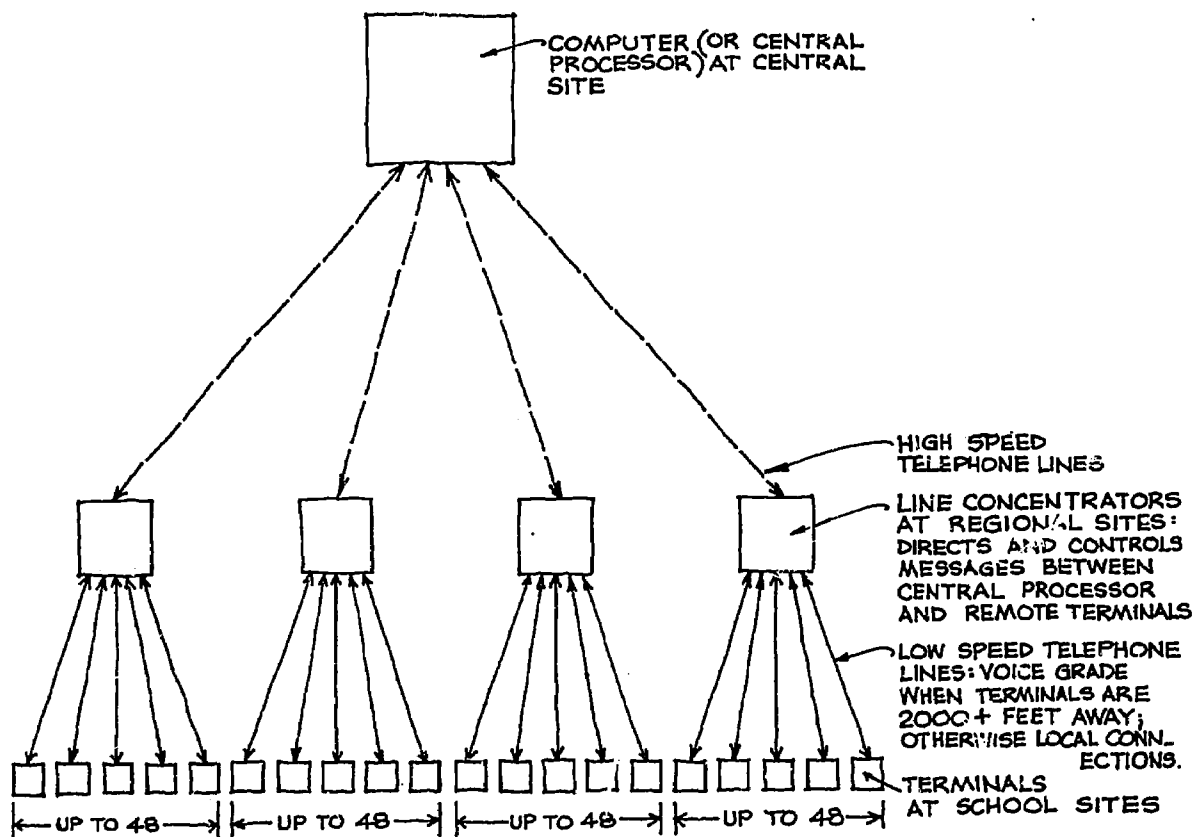 COMPUTER (OR CENTRAL
PROCESSOR) AT CENTRAL
SITE
HIGH SPEED
TELEPHONE LINES
LINE CONCENTRATORS
AT REGIONAL SITES:
DIRECTS AND CONTROLS
MESSAGES BETWEEN
CENTRAL PROCESSOR
AND REMOTE TERMINALS
LOW SPEED TELEPHONE
LINES: VOICE GRADE
WHEN TERMINALS ARE
2000+ FEET AWAY;
OTHERWISE LOCAL CONN-
ECTIONS.
TERMINALS
AT SCHOOL SITES
UP TO 48 UP TO 48 UP TO 48 UP TO 48